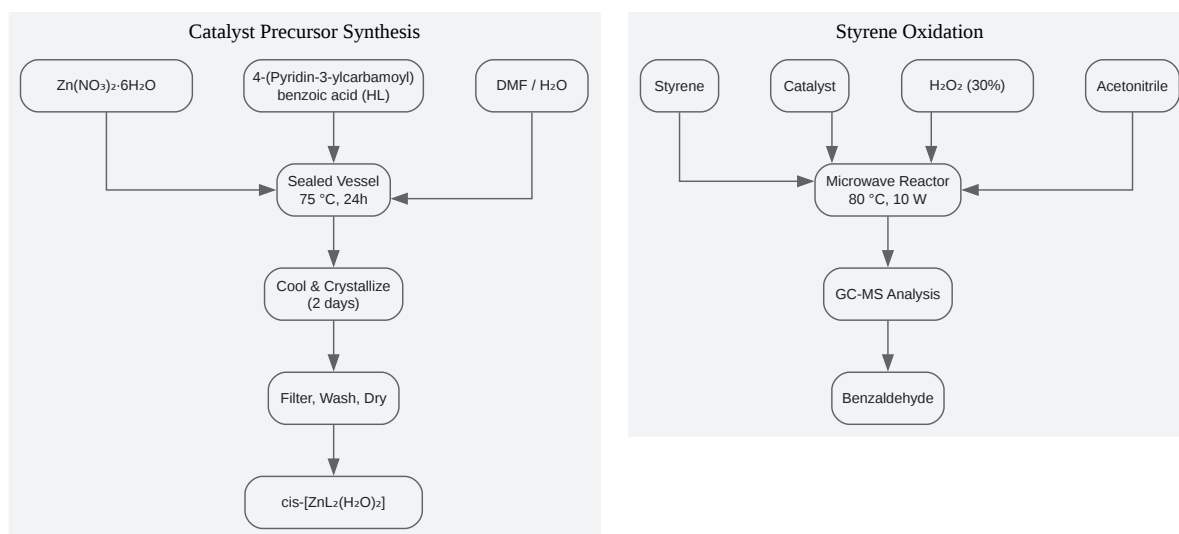 Catalyst Precursor Synthesis
Zn(NO₃)₂·6H₂O
4-(Pyridin-3-ylcarbamoyl)
benzoic acid (HL)
DMF / H₂O
Sealed Vessel
75 °C, 24h
Cool & Crystallize
(2 days)
Filter, Wash, Dry
cis-[ZnL₂(H₂O)₂]
Styrene Oxidation
Styrene
Catalyst
H₂O₂ (30%)
Acetonitrile
Microwave Reactor
80 °C, 10 W
GC-MS Analysis
Benzaldehyde